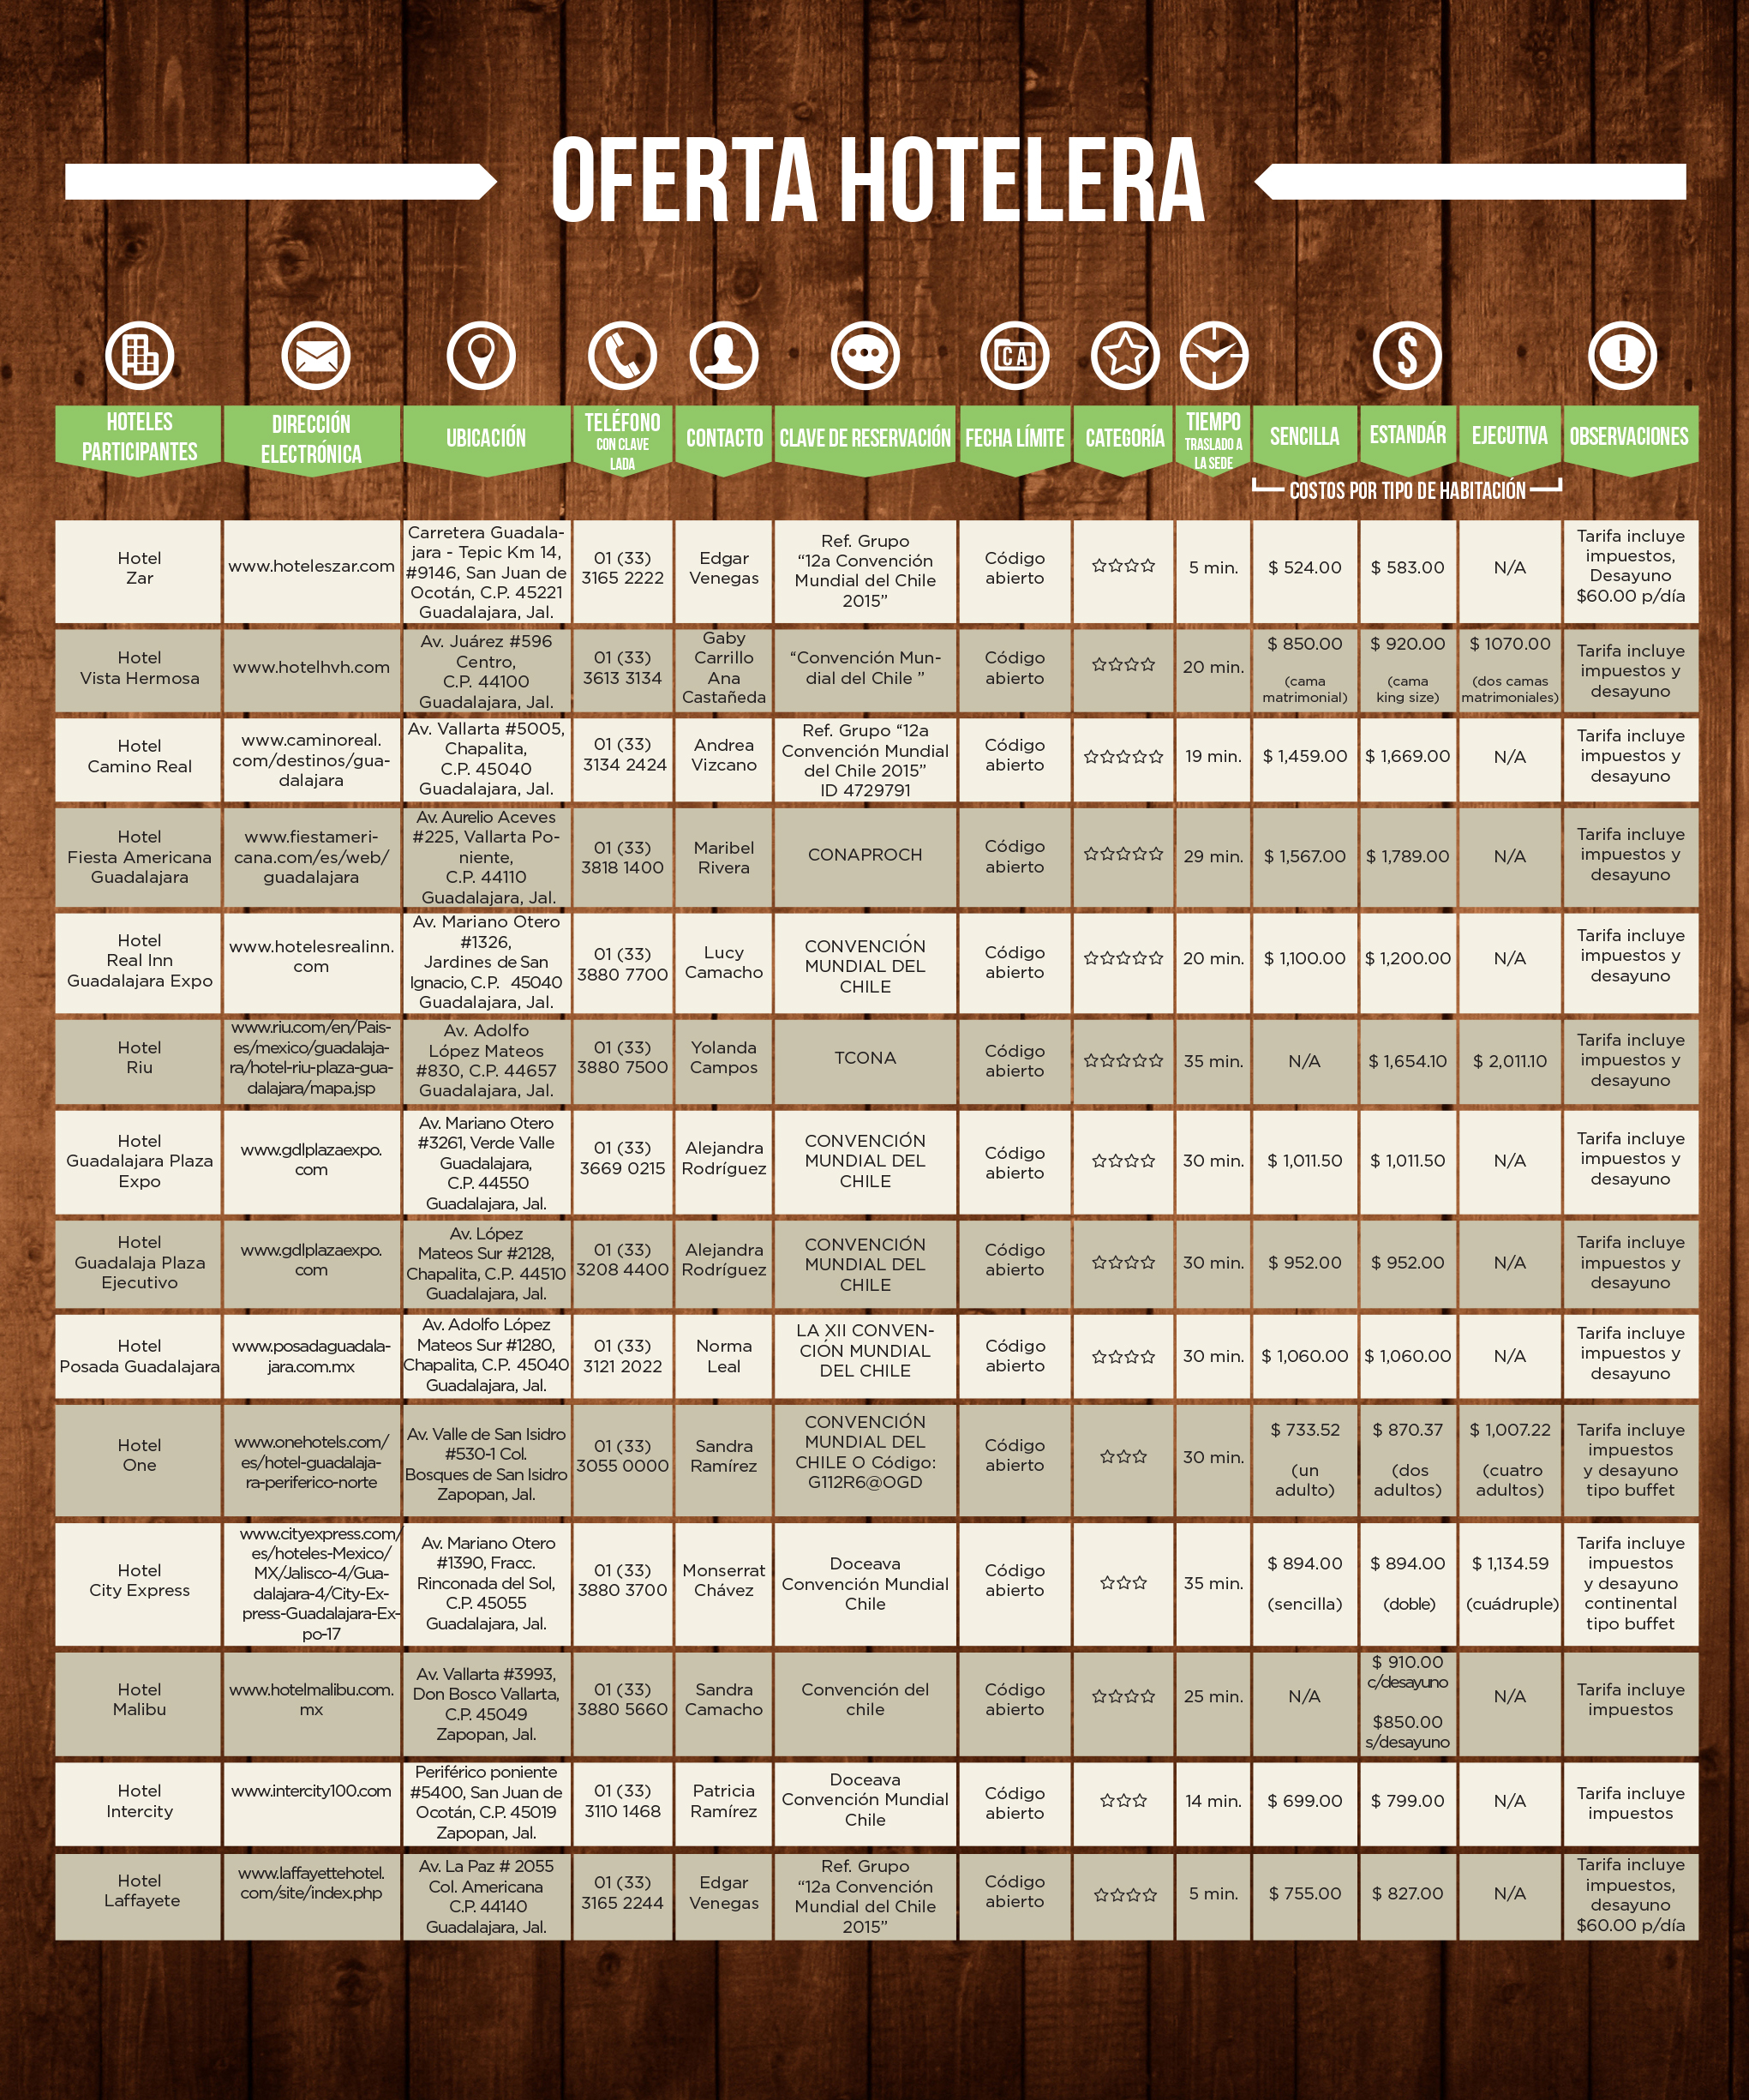 OFERTA HOTELERA
CA
HOTELES
PARTICIPANTES
DIRECCIÓN
ELECTRÓNICA
UBICACIÓN
TELÉFONO
CON CLAVE
LADA
CONTACTO
CLAVE DE RESERVACIÓN
FECHA LÍMITE
CATEGORÍA
TIEMPO
TRASLADO A
LA SEDE
SENCILLA
ESTANDÁR
EJECUTIVA
OBSERVACIONES
COSTOS POR TIPO DE HABITACIÓN
Hotel
Zar
www.hoteleszar.com
Carretera Guadala-
jara - Tepic Km 14,
#9146, San Juan de
Ocotán, C.P. 45221
Guadalajara, Jal.
01 (33)
3165 2222
Edgar
Venegas
Ref. Grupo
“12a Convención
Mundial del Chile
2015”
Código
abierto
5 min.
$ 524.00
$ 583.00
N/A
Tarifa incluye
impuestos,
Desayuno
$60.00 p/día
Hotel
Vista Hermosa
www.hotelhvh.com
Av. Juárez #596
Centro,
C.P. 44100
Guadalajara, Jal.
01 (33)
3613 3134
Gaby
Carrillo
Ana
Castañeda
“Convención Mun-
dial del Chile ”
Código
abierto
20 min.
$ 850.00
(cama
matrimonial)
$ 920.00
(cama
king size)
$ 1070.00
(dos camas
matrimoniales)
Tarifa incluye
impuestos y
desayuno
Hotel
Camino Real
www.caminoreal.
com/destinos/gua-
dalajara
Av. Vallarta #5005,
Chapalita,
C.P. 45040
Guadalajara, Jal.
01 (33)
3134 2424
Andrea
Vizcano
Ref. Grupo “12a
Convención Mundial
del Chile 2015”
ID 4729791
Código
abierto
19 min.
$ 1,459.00
$ 1,669.00
N/A
Tarifa incluye
impuestos y
desayuno
Hotel
Fiesta Americana
Guadalajara
www.fiestameri-
cana.com/es/web/
guadalajara
Av. Aurelio Aceves
#225, Vallarta Po-
niente,
C.P. 44110
Guadalajara, Jal.
01 (33)
3818 1400
Maribel
Rivera
CONAPROCH
Código
abierto
29 min.
$ 1,567.00
$ 1,789.00
N/A
Tarifa incluye
impuestos y
desayuno
Hotel
Real Inn
Guadalajara Expo
www.hotelesrealinn.
com
Av. Mariano Otero
#1326,
Jardines de San
Ignacio, C.P. 45040
Guadalajara, Jal.
01 (33)
3880 7700
Lucy
Camacho
CONVENCIÓN
MUNDIAL DEL
CHILE
Código
abierto
20 min.
$ 1,100.00
$ 1,200.00
N/A
Tarifa incluye
impuestos y
desayuno
Hotel
Riu
www.riu.com/en/Pais-
es/mexico/guadalaja-
ra/hotel-riu-plaza-gua-
dalajara/mapa.jsp
Av. Adolfo
López Mateos
#830, C.P. 44657
Guadalajara, Jal.
01 (33)
3880 7500
Yolanda
Campos
TCONA
Código
abierto
35 min.
N/A
$ 1,654.10
$ 2,011.10
Tarifa incluye
impuestos y
desayuno
Hotel
Guadalajara Plaza
Expo
www.gdlplazaexpo.
com
Av. Mariano Otero
#3261, Verde Valle
Guadalajara,
C.P. 44550
Guadalajara, Jal.
01 (33)
3669 0215
Alejandra
Rodríguez
CONVENCIÓN
MUNDIAL DEL
CHILE
Código
abierto
30 min.
$ 1,011.50
$ 1,011.50
N/A
Tarifa incluye
impuestos y
desayuno
Hotel
Guadalaja Plaza
Ejecutivo
www.gdlplazaexpo.
com
Av. López
Mateos Sur #2128,
Chapalita, C.P. 44510
Guadalajara, Jal.
01 (33)
3208 4400
Alejandra
Rodríguez
CONVENCIÓN
MUNDIAL DEL
CHILE
Código
abierto
30 min.
$ 952.00
$ 952.00
N/A
Tarifa incluye
impuestos y
desayuno
Hotel
Posada Guadalajara
www.posadaguadala-
jara.com.mx
Av. Adolfo López
Mateos Sur #1280,
Chapalita, C.P. 45040
Guadalajara, Jal.
01 (33)
3121 2022
Norma
Leal
LA XII CONVEN-
CIÓN MUNDIAL
DEL CHILE
Código
abierto
30 min.
$ 1,060.00
$ 1,060.00
N/A
Tarifa incluye
impuestos y
desayuno
Hotel
One
www.onehotels.com/
es/hotel-guadalaja-
ra-periferico-norte
Av. Valle de San Isidro
#530-1 Col.
Bosques de San Isidro
Zapopan, Jal.
01 (33)
3055 0000
Sandra
Ramírez
CONVENCIÓN
MUNDIAL DEL
CHILE O Código:
G112R6@OGD
Código
abierto
30 min.
$ 733.52
(un
adulto)
$ 870.37
(dos
adultos)
$ 1,007.22
(cuatro
adultos)
Tarifa incluye
impuestos
y desayuno
tipo buffet
Hotel
City Express
www.cityexpress.com/
es/hoteles-Mexico/
MX/Jalisco-4/Gua-
dalajara-4/City-Ex-
press-Guadalajara-Ex-
po-17
Av. Mariano Otero
#1390, Fracc.
Rinconada del Sol,
C.P. 45055
Guadalajara, Jal.
01 (33)
3880 3700
Monserrat
Chávez
Doceava
Convención Mundial
Chile
Código
abierto
35 min.
$ 894.00
(sencilla)
$ 894.00
(doble)
$ 1,134.59
(cuádruple)
Tarifa incluye
impuestos
y desayuno
continental
tipo buffet
Hotel
Malibu
www.hotelmalibu.com.
mx
Av. Vallarta #3993,
Don Bosco Vallarta,
C.P. 45049
Zapopan, Jal.
01 (33)
3880 5660
Sandra
Camacho
Convención del
chile
Código
abierto
25 min.
N/A
$ 910.00
c/desayuno
$850.00
s/desayuno
N/A
Tarifa incluye
impuestos
Hotel
Intercity
www.intercity100.com
Periférico poniente
#5400, San Juan de
Ocotán, C.P. 45019
Zapopan, Jal.
01 (33)
3110 1468
Patricia
Ramírez
Doceava
Convención Mundial
Chile
Código
abierto
14 min.
$ 699.00
$ 799.00
N/A
Tarifa incluye
impuestos
Hotel
Laffayete
www.laffayettehotel.
com/site/index.php
Av. La Paz # 2055
Col. Americana
C.P. 44140
Guadalajara, Jal.
01 (33)
3165 2244
Edgar
Venegas
Ref. Grupo
“12a Convención
Mundial del Chile
2015”
Código
abierto
5 min.
$ 755.00
$ 827.00
N/A
Tarifa incluye
impuestos,
desayuno
$60.00 p/día